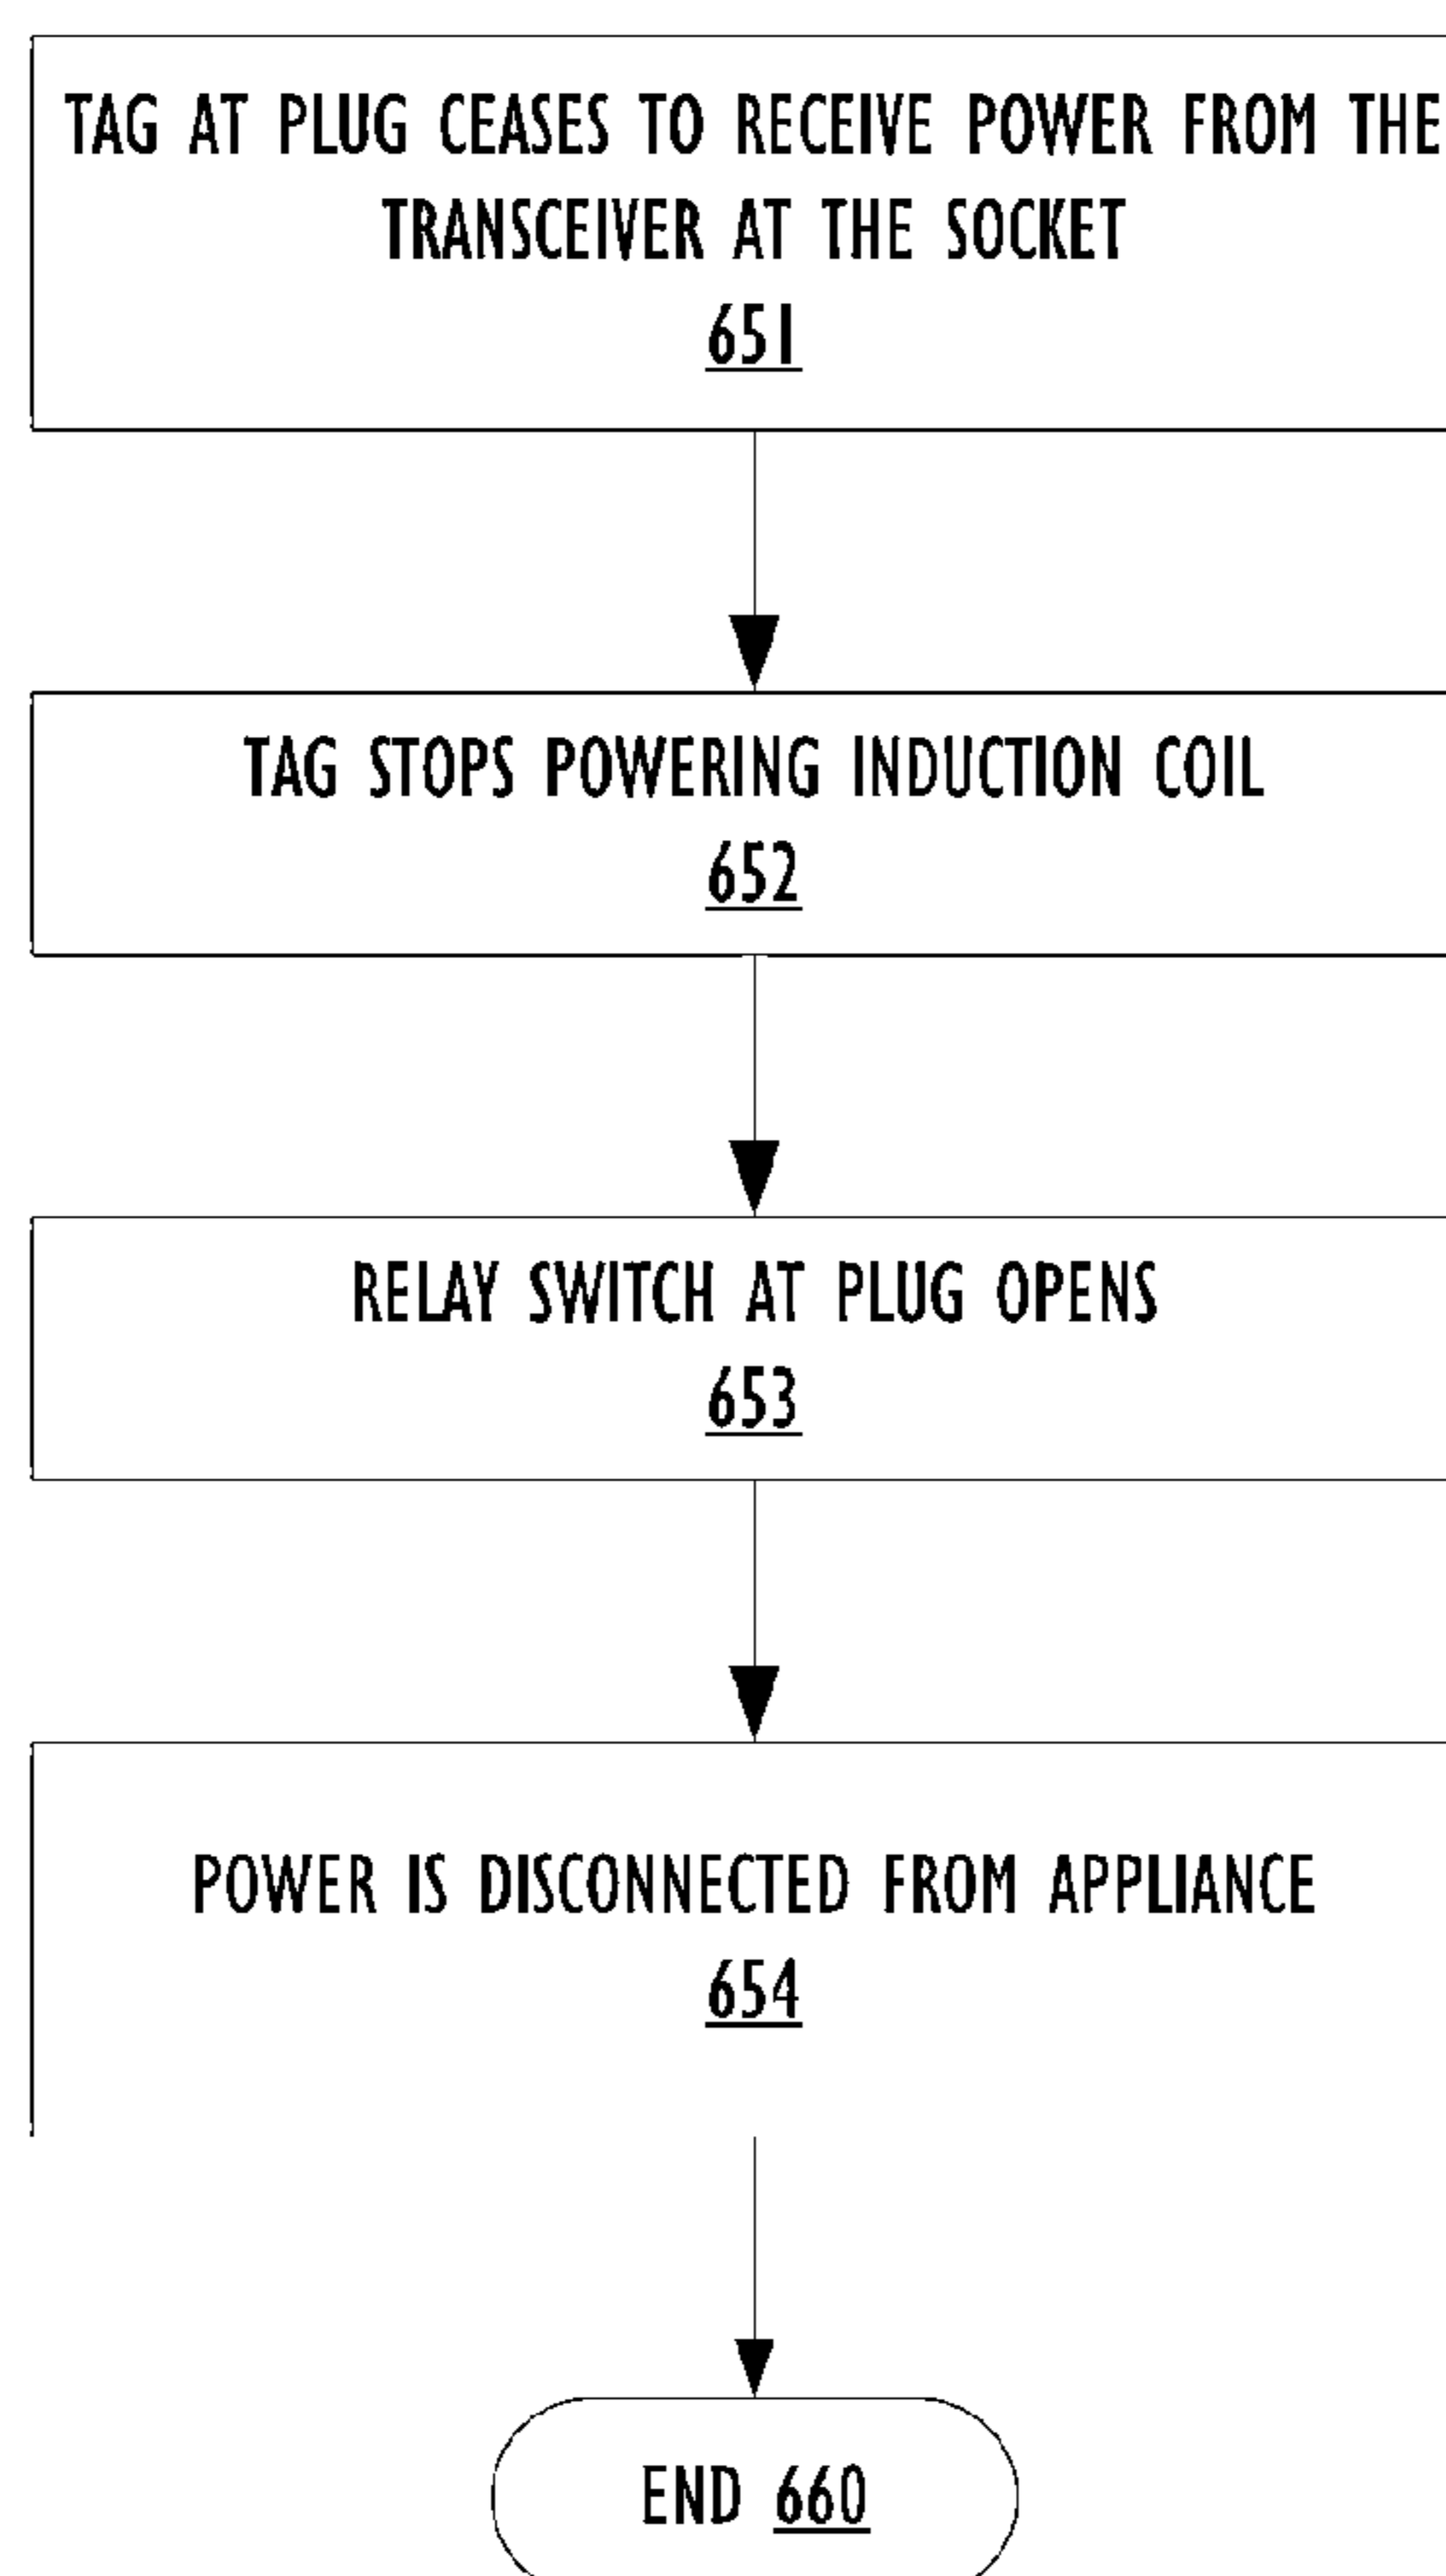 TAG AT PLUG CEASES TO RECEIVE POWER FROM THE
TRANSCEIVER AT THE SOCKET
651
TAG STOPS POWERING INDUCTION COIL
652
RELAY SWITCH AT PLUG OPENS
653
POWER IS DISCONNECTED FROM APPLIANCE
654
END 660